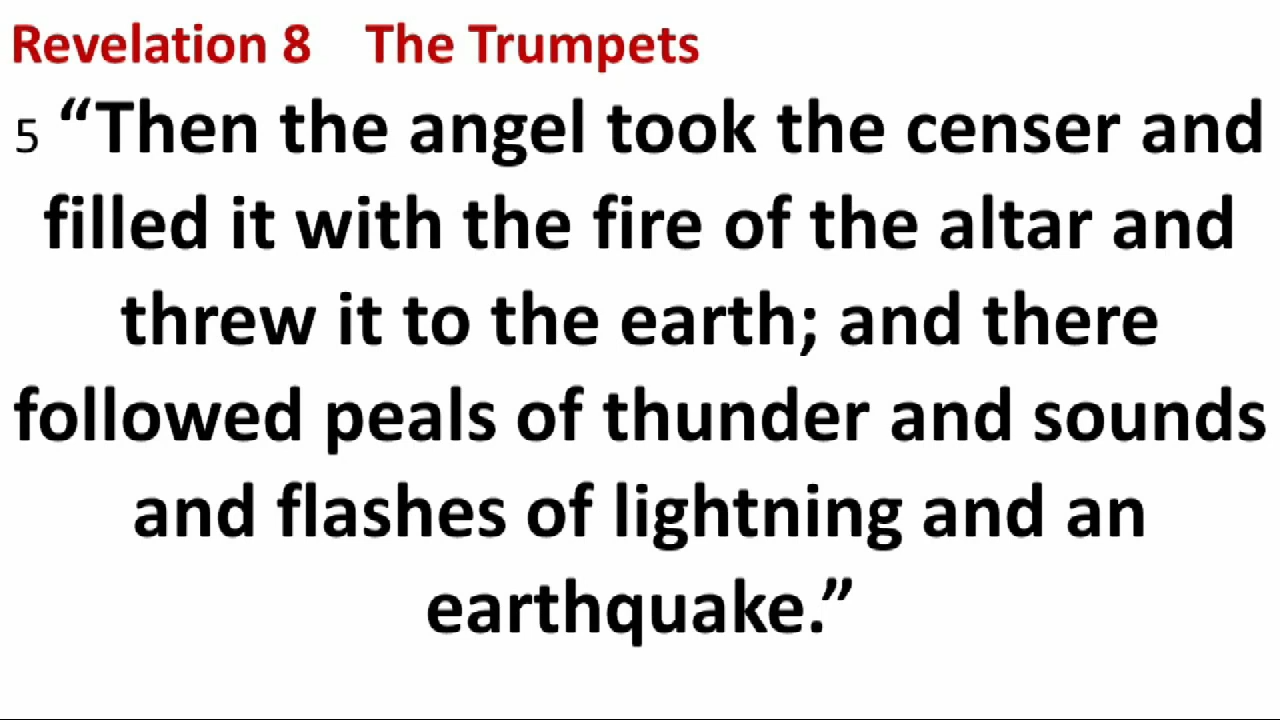 Revelation 8 The Trumpets
5 “Then the angel took the censer and
filled it with the fire of the altar and
threw it to the earth; and there
followed peals of thunder and sounds
and flashes of lightning and an
earthquake.”